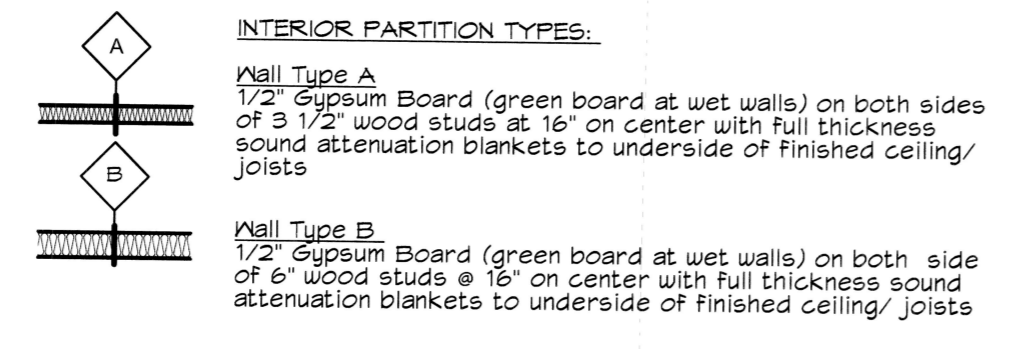 A
INTERIOR PARTITION TYPES:
Wall Type A
1/2" Gypsum Board (green board at wet walls) on both sides
of 3 1/2" wood studs at 16" on center with full thickness
sound attenuation blankets to underside of finished ceiling/
joists
B
Wall Type B
1/2" Gypsum Board (green board at wet walls) on both side
of 6" wood studs @ 16" on center with full thickness sound
attenuation blankets to underside of finished ceiling/ joists